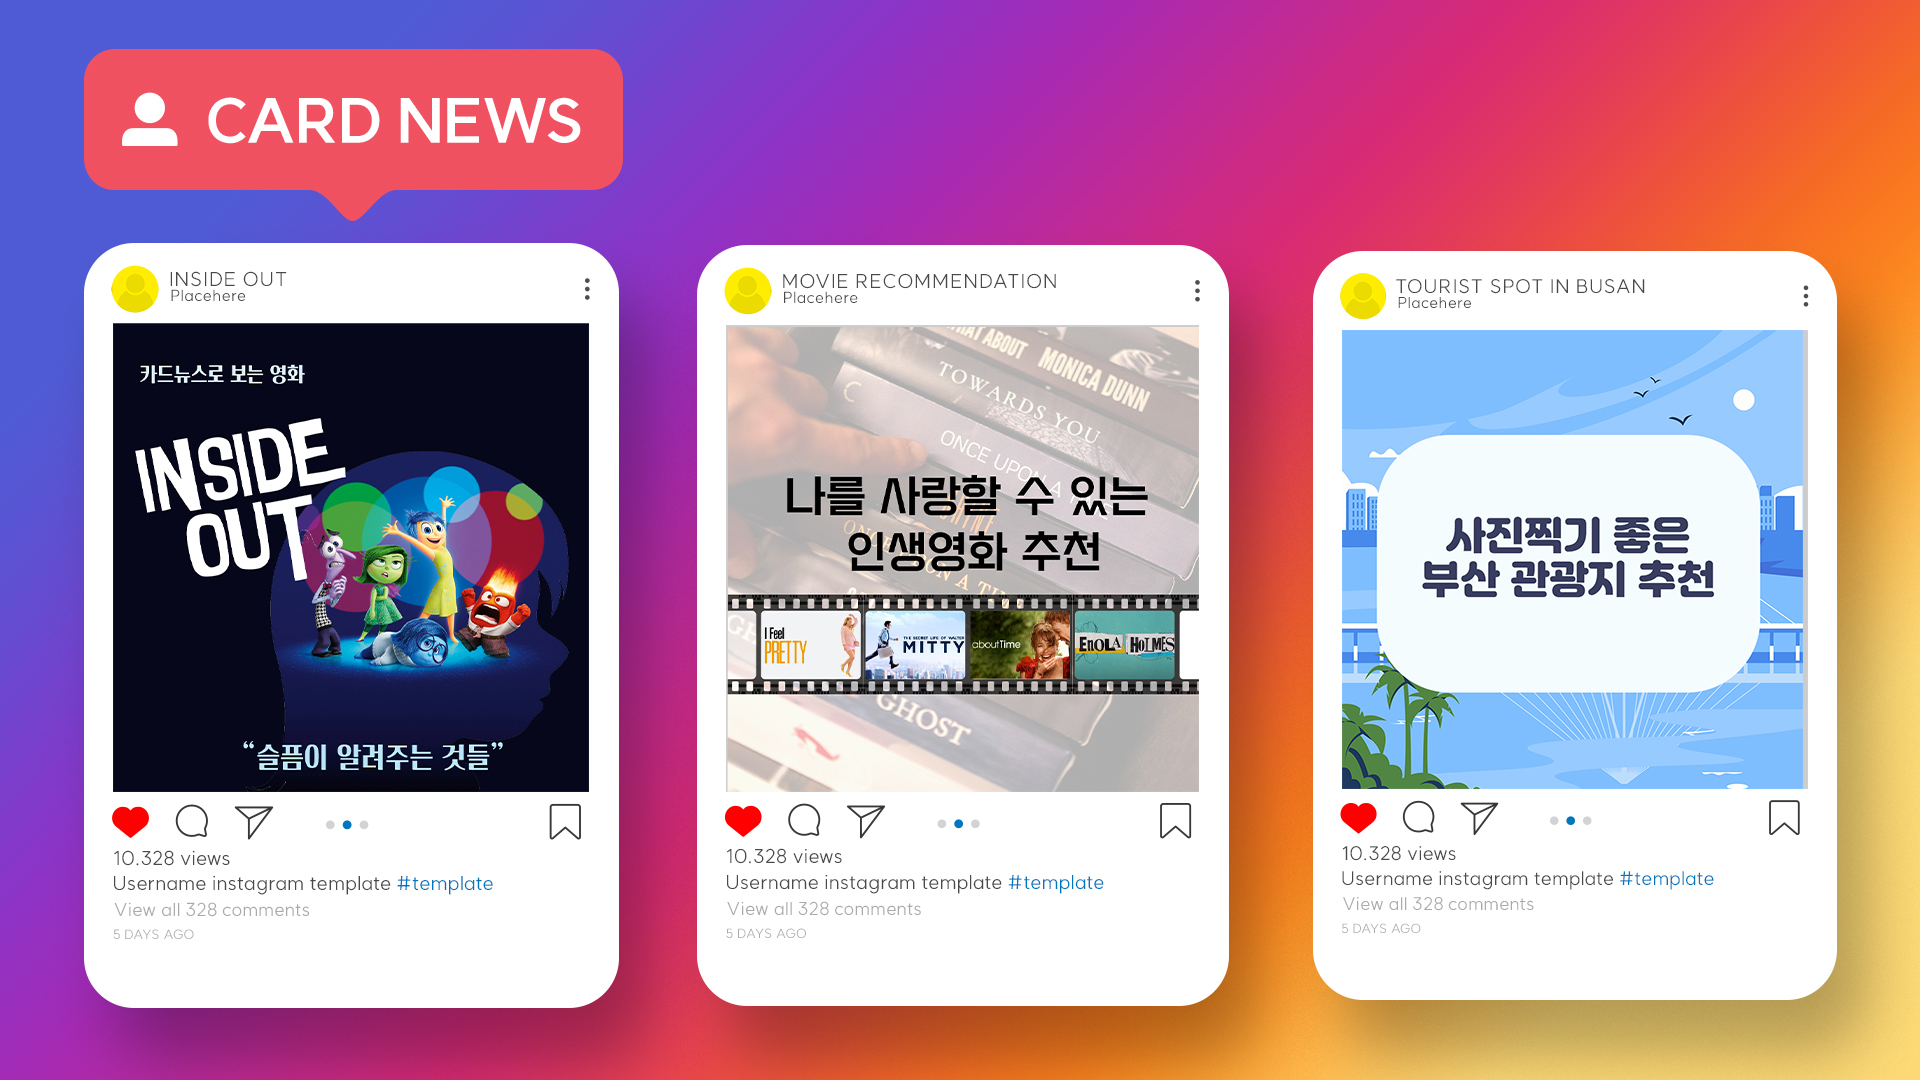 CARD NEWS
INSIDE OUT
Placehere
카드뉴스로 보는 영화
INSIDE
OUT
“슬픔이 알려주는 것들”
10.328 views
Username instagram template #template
View all 328 comments
5 DAYS AGO
MOVIE RECOMMENDATION
Placehere
WHAT ABOUT MONICA DUNN
TOWARDS YOU
ONCE UPON A
나를 사랑할 수 있는
인생영화 추천
ON A TIME
I Feel
PRETTY
THE SECRET LIFE OF WALTER
MITTY
aboutTime
ENOLA HOLMES
GHOST
10.328 views
Username instagram template #template
View all 328 comments
5 DAYS AGO
TOURIST SPOT IN BUSAN
Placehere
사진찍기 좋은
부산 관광지 추천
10.328 views
Username instagram template #template
View all 328 comments
5 DAYS AGO